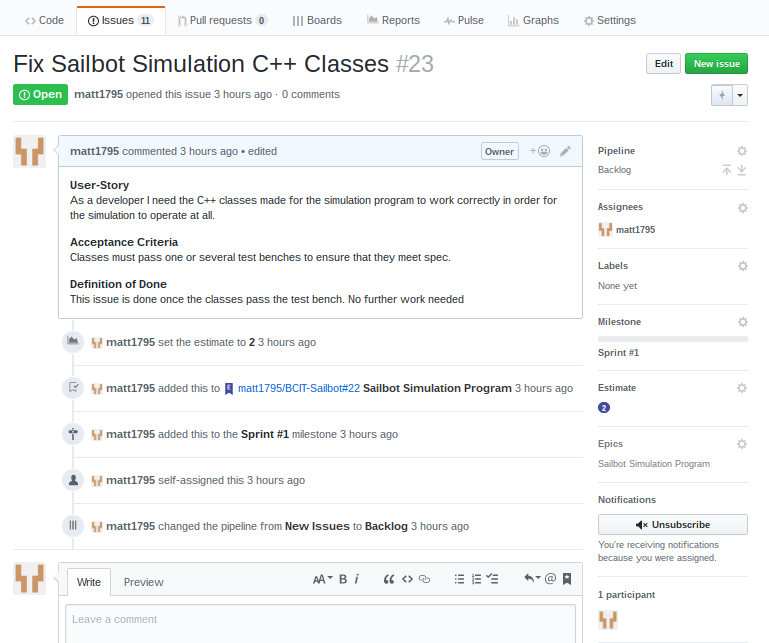 Code Issues 11 Pull requests 0 Boards Reports Pulse Graphs Settings
Fix Sailbot Simulation C++ Classes #23
Edit New issue
Open matt1795 opened this issue 3 hours ago · 0 comments
matt1795 commented 3 hours ago • edited Owner
User-Story
As a developer I need the C++ classes made for the simulation program to work correctly in order for
the simulation to operate at all.
Acceptance Criteria
Classes must pass one or several test benches to ensure that they meet spec.
Definition of Done
This issue is done once the classes pass the test bench. No further work needed
matt1795 set the estimate to 2 3 hours ago
matt1795 added this to matt1795/BCIT-Sailbot#22 Sailbot Simulation Program 3 hours ago
matt1795 added this to the Sprint #1 milestone 3 hours ago
matt1795 self-assigned this 3 hours ago
matt1795 changed the pipeline from New Issues to Backlog 3 hours ago
Write Preview
AA B i
Leave a comment
Pipeline
Backlog
Assignees
matt1795
Labels
None yet
Milestone
Sprint #1
Estimate
2
Epics
Sailbot Simulation Program
Notifications
Unsubscribe
You're receiving notifications
because you were assigned.
1 participant